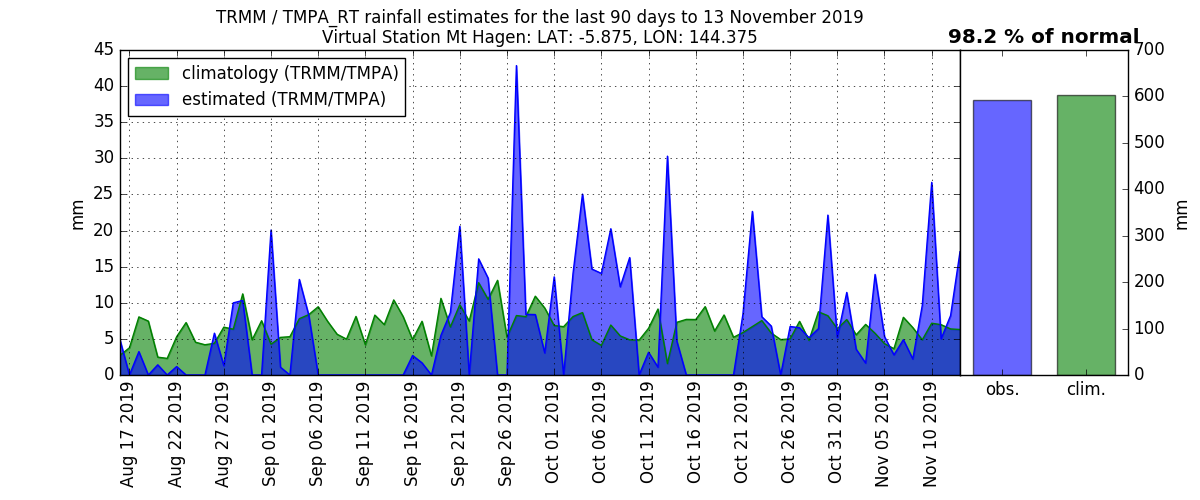 TRMM / TMPA_RT rainfall estimates for the last 90 days to 13 November 2019
Virtual Station Mt Hagen: LAT: -5.875, LON: 144.375
98.2 % of normal
climatology (TRMM/TMPA)
estimated (TRMM/TMPA)
45
40
35
30
25
20
15
10
5
0
mm
Aug 17 2019
Aug 22 2019
Aug 27 2019
Sep 01 2019
Sep 06 2019
Sep 11 2019
Sep 16 2019
Sep 21 2019
Sep 26 2019
Oct 01 2019
Oct 06 2019
Oct 11 2019
Oct 16 2019
Oct 21 2019
Oct 26 2019
Oct 31 2019
Nov 05 2019
Nov 10 2019
700
600
500
400
300
200
100
0
mm
obs.
clim.